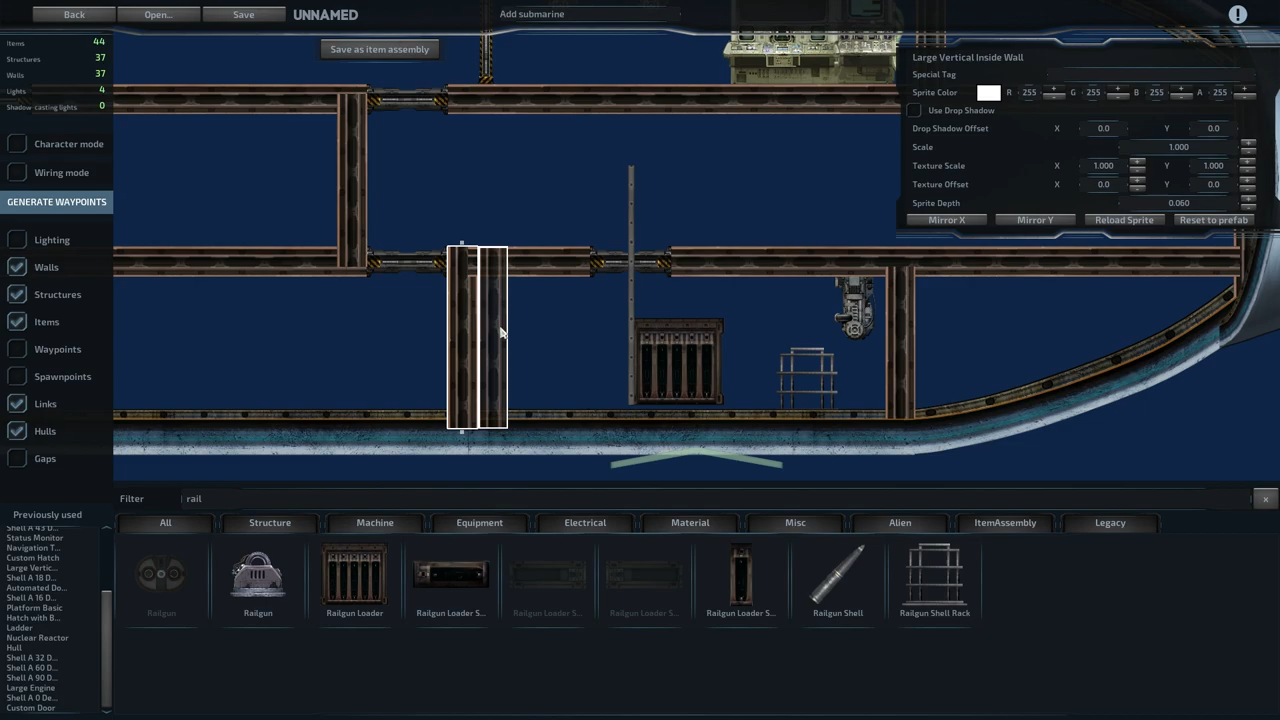 Back
Open...
Save
UNNAMED
Add submarine
Items 44
Structures 37
Walls 37
Lights 4
Shadow casting lights 0
Save as item assembly
Character mode
Wiring mode
GENERATE WAYPOINTS
Lighting
Walls
Structures
Items
Waypoints
Spawnpoints
Links
Hulls
Gaps
Large Vertical Inside Wall
Special Tag
Sprite Color R 255 + - G 255 + - B 255 + - A 255 + -
Use Drop Shadow
Drop Shadow Offset X 0.0 Y 0.0
Scale 1.000 + -
Texture Scale X 1.000 + - Y 1.000 + -
Texture Offset X 0.0 + - Y 0.0 + -
Sprite Depth 0.060 + -
Mirror X
Mirror Y
Reload Sprite
Reset to prefab
Previously used
Shell A 43 D...
Status Monitor
Navigation T...
Custom Hatch
Large Vertic...
Shell A 18 D...
Automated Do...
Shell A 16 D...
Platform Basic
Hatch with B...
Ladder
Nuclear Reactor
Hull
Shell A 32 D...
Shell A 60 D...
Shell A 90 D...
Large Engine
Shell A 0 De...
Custom Door
Filter rail ×
All
Structure
Machine
Equipment
Electrical
Material
Misc
Alien
ItemAssembly
Legacy
Railgun
Railgun
Railgun Loader
Railgun Loader S...
Railgun Loader S...
Railgun Loader S...
Railgun Loader S...
Railgun Shell
Railgun Shell Rack